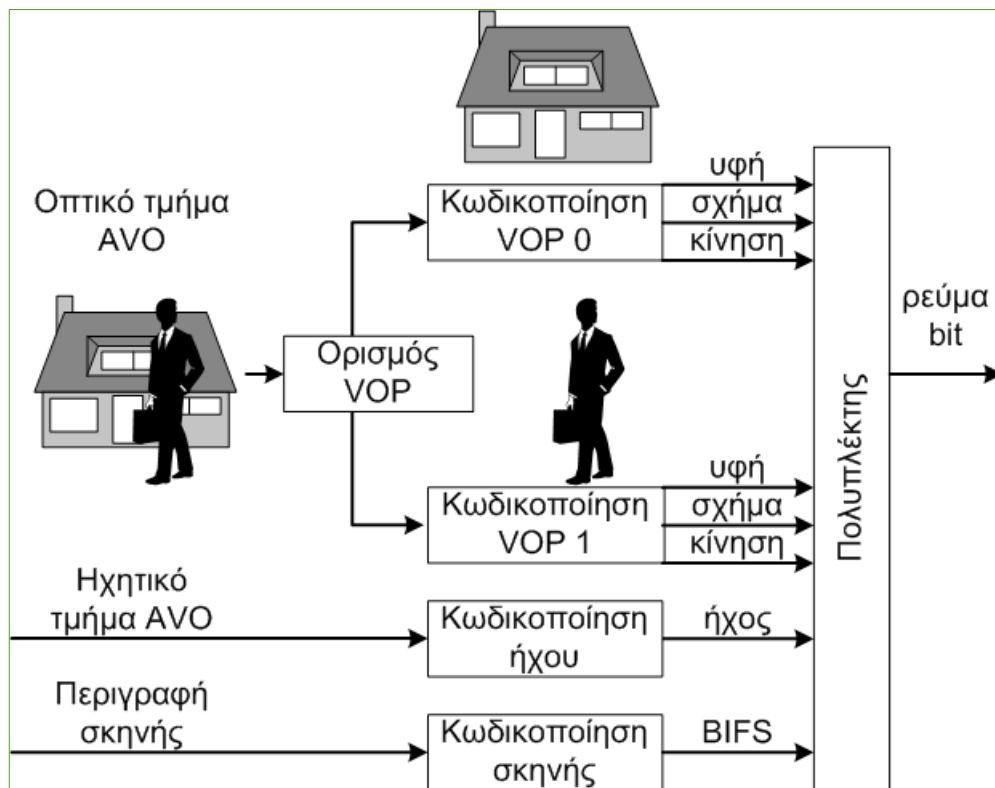 Οπτικό τμήμα
AVO
Ορισμός
VOP
Κωδικοποίηση
VOP 0
υφή
σχήμα
κίνηση
Κωδικοποίηση
VOP 1
υφή
σχήμα
κίνηση
Ηχητικό
τμήμα AVO
Κωδικοποίηση
ήχου
ήχος
Περιγραφή
σκηνής
Κωδικοποίηση
σκηνής
BIFS
Πολυπλέκτης
ρεύμα
bit